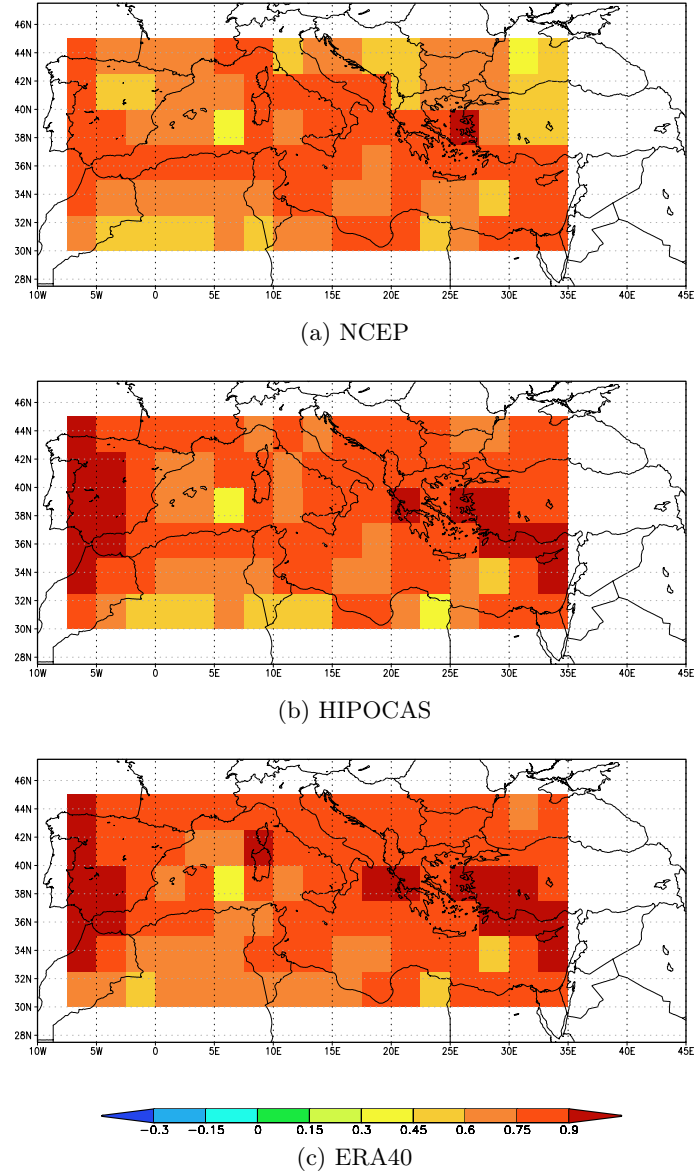 46N
44N
42N
40N
38N
36N
34N
32N
30N
28N
10W 5W 0 5E 10E 15E 20E 25E 30E 35E 40E 45E
(a) NCEP
46N
44N
42N
40N
38N
36N
34N
32N
30N
28N
10W 5W 0 5E 10E 15E 20E 25E 30E 35E 40E 45E
(b) HIPOCAS
46N
44N
42N
40N
38N
36N
34N
32N
30N
28N
10W 5W 0 5E 10E 15E 20E 25E 30E 35E 40E 45E
-0.3 -0.15 0 0.15 0.3 0.45 0.6 0.75 0.9
(c) ERA40